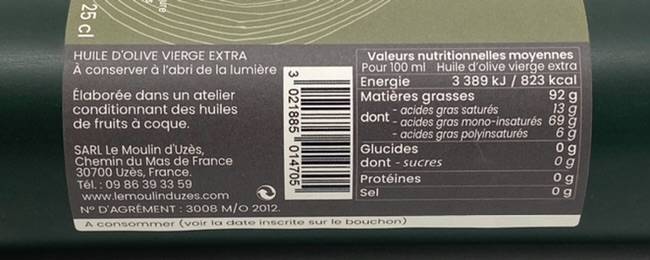 25 cl
HUILE D'OLIVE VIERGE EXTRA
À conserver à l'abri de la lumière
Élaborée dans un atelier
conditionnant des huiles
de fruits à coque.
SARL Le Moulin d'Uzès,
Chemin du Mas de France
30700 Uzès, France.
Tél. : 09 86 39 33 59
www.lemoulinduzes.com
N° D'AGRÉMENT : 3008 M/O 2012.
A consommer (voir la date inscrite sur le bouchon)
3 021885 014705
Valeurs nutritionnelles moyennes
Pour 100 ml Huile d'olive vierge extra
Energie 3 389 kJ / 823 kcal
Matières grasses 92 g
dont - acides gras saturés 13 g
- acides gras mono-insaturés 69 g
- acides gras polyinsaturés 6 g
Glucides 0 g
dont - sucres 0 g
Protéines 0 g
Sel 0 g